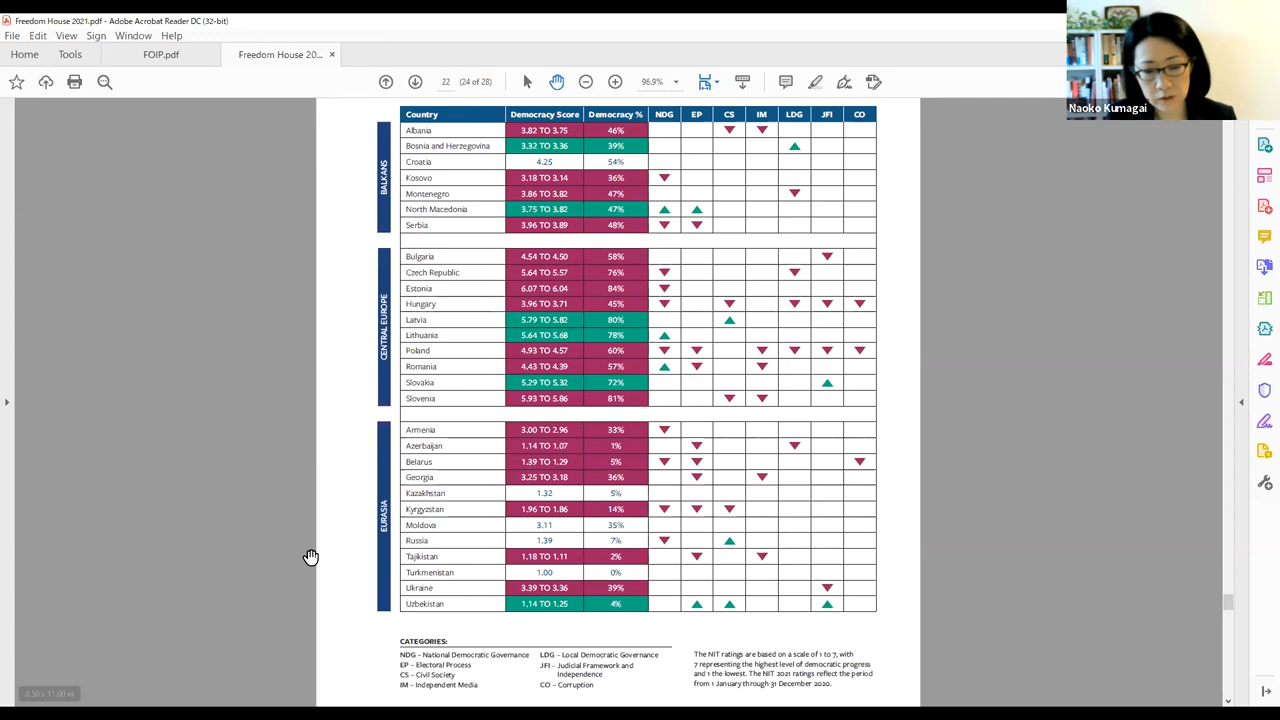 Freedom House 2021.pdf - Adobe Acrobat Reader DC (32-bit)
File Edit View Sign Window Help
Home Tools FOIP.pdf Freedom House 20... ×
22 (24 of 28) 96.9%
Naoko Kumagai
Country Democracy Score Democracy % NDG EP CS IM LDG JFI CO
BALKANS
Albania 3.82 TO 3.75 46%
Bosnia and Herzegovina 3.32 TO 3.36 39%
Croatia 4.25 54%
Kosovo 3.18 TO 3.14 36%
Montenegro 3.86 TO 3.82 47%
North Macedonia 3.75 TO 3.82 47%
Serbia 3.96 TO 3.89 48%
CENTRAL EUROPE
Bulgaria 4.54 TO 4.50 58%
Czech Republic 5.64 TO 5.57 76%
Estonia 6.07 TO 6.04 84%
Hungary 3.96 TO 3.71 45%
Latvia 5.79 TO 5.82 80%
Lithuania 5.64 TO 5.68 78%
Poland 4.93 TO 4.57 60%
Romania 4.43 TO 4.39 57%
Slovakia 5.29 TO 5.32 72%
Slovenia 5.93 TO 5.86 81%
EURASIA
Armenia 3.00 TO 2.96 33%
Azerbaijan 1.14 TO 1.07 1%
Belarus 1.39 TO 1.29 5%
Georgia 3.25 TO 3.18 36%
Kazakhstan 1.32 5%
Kyrgyzstan 1.96 TO 1.86 14%
Moldova 3.11 35%
Russia 1.39 7%
Tajikistan 1.18 TO 1.11 2%
Turkmenistan 1.00 0%
Ukraine 3.39 TO 3.36 39%
Uzbekistan 1.14 TO 1.25 4%
CATEGORIES:
NDG – National Democratic Governance
EP – Electoral Process
CS – Civil Society
IM – Independent Media
LDG – Local Democratic Governance
JFI – Judicial Framework and
Independence
CO – Corruption
The NIT ratings are based on a scale of 1 to 7, with
7 representing the highest level of democratic progress
and 1 the lowest. The NIT 2021 ratings reflect the period
from 1 January through 31 December 2020.
8.50 x 11.00 in